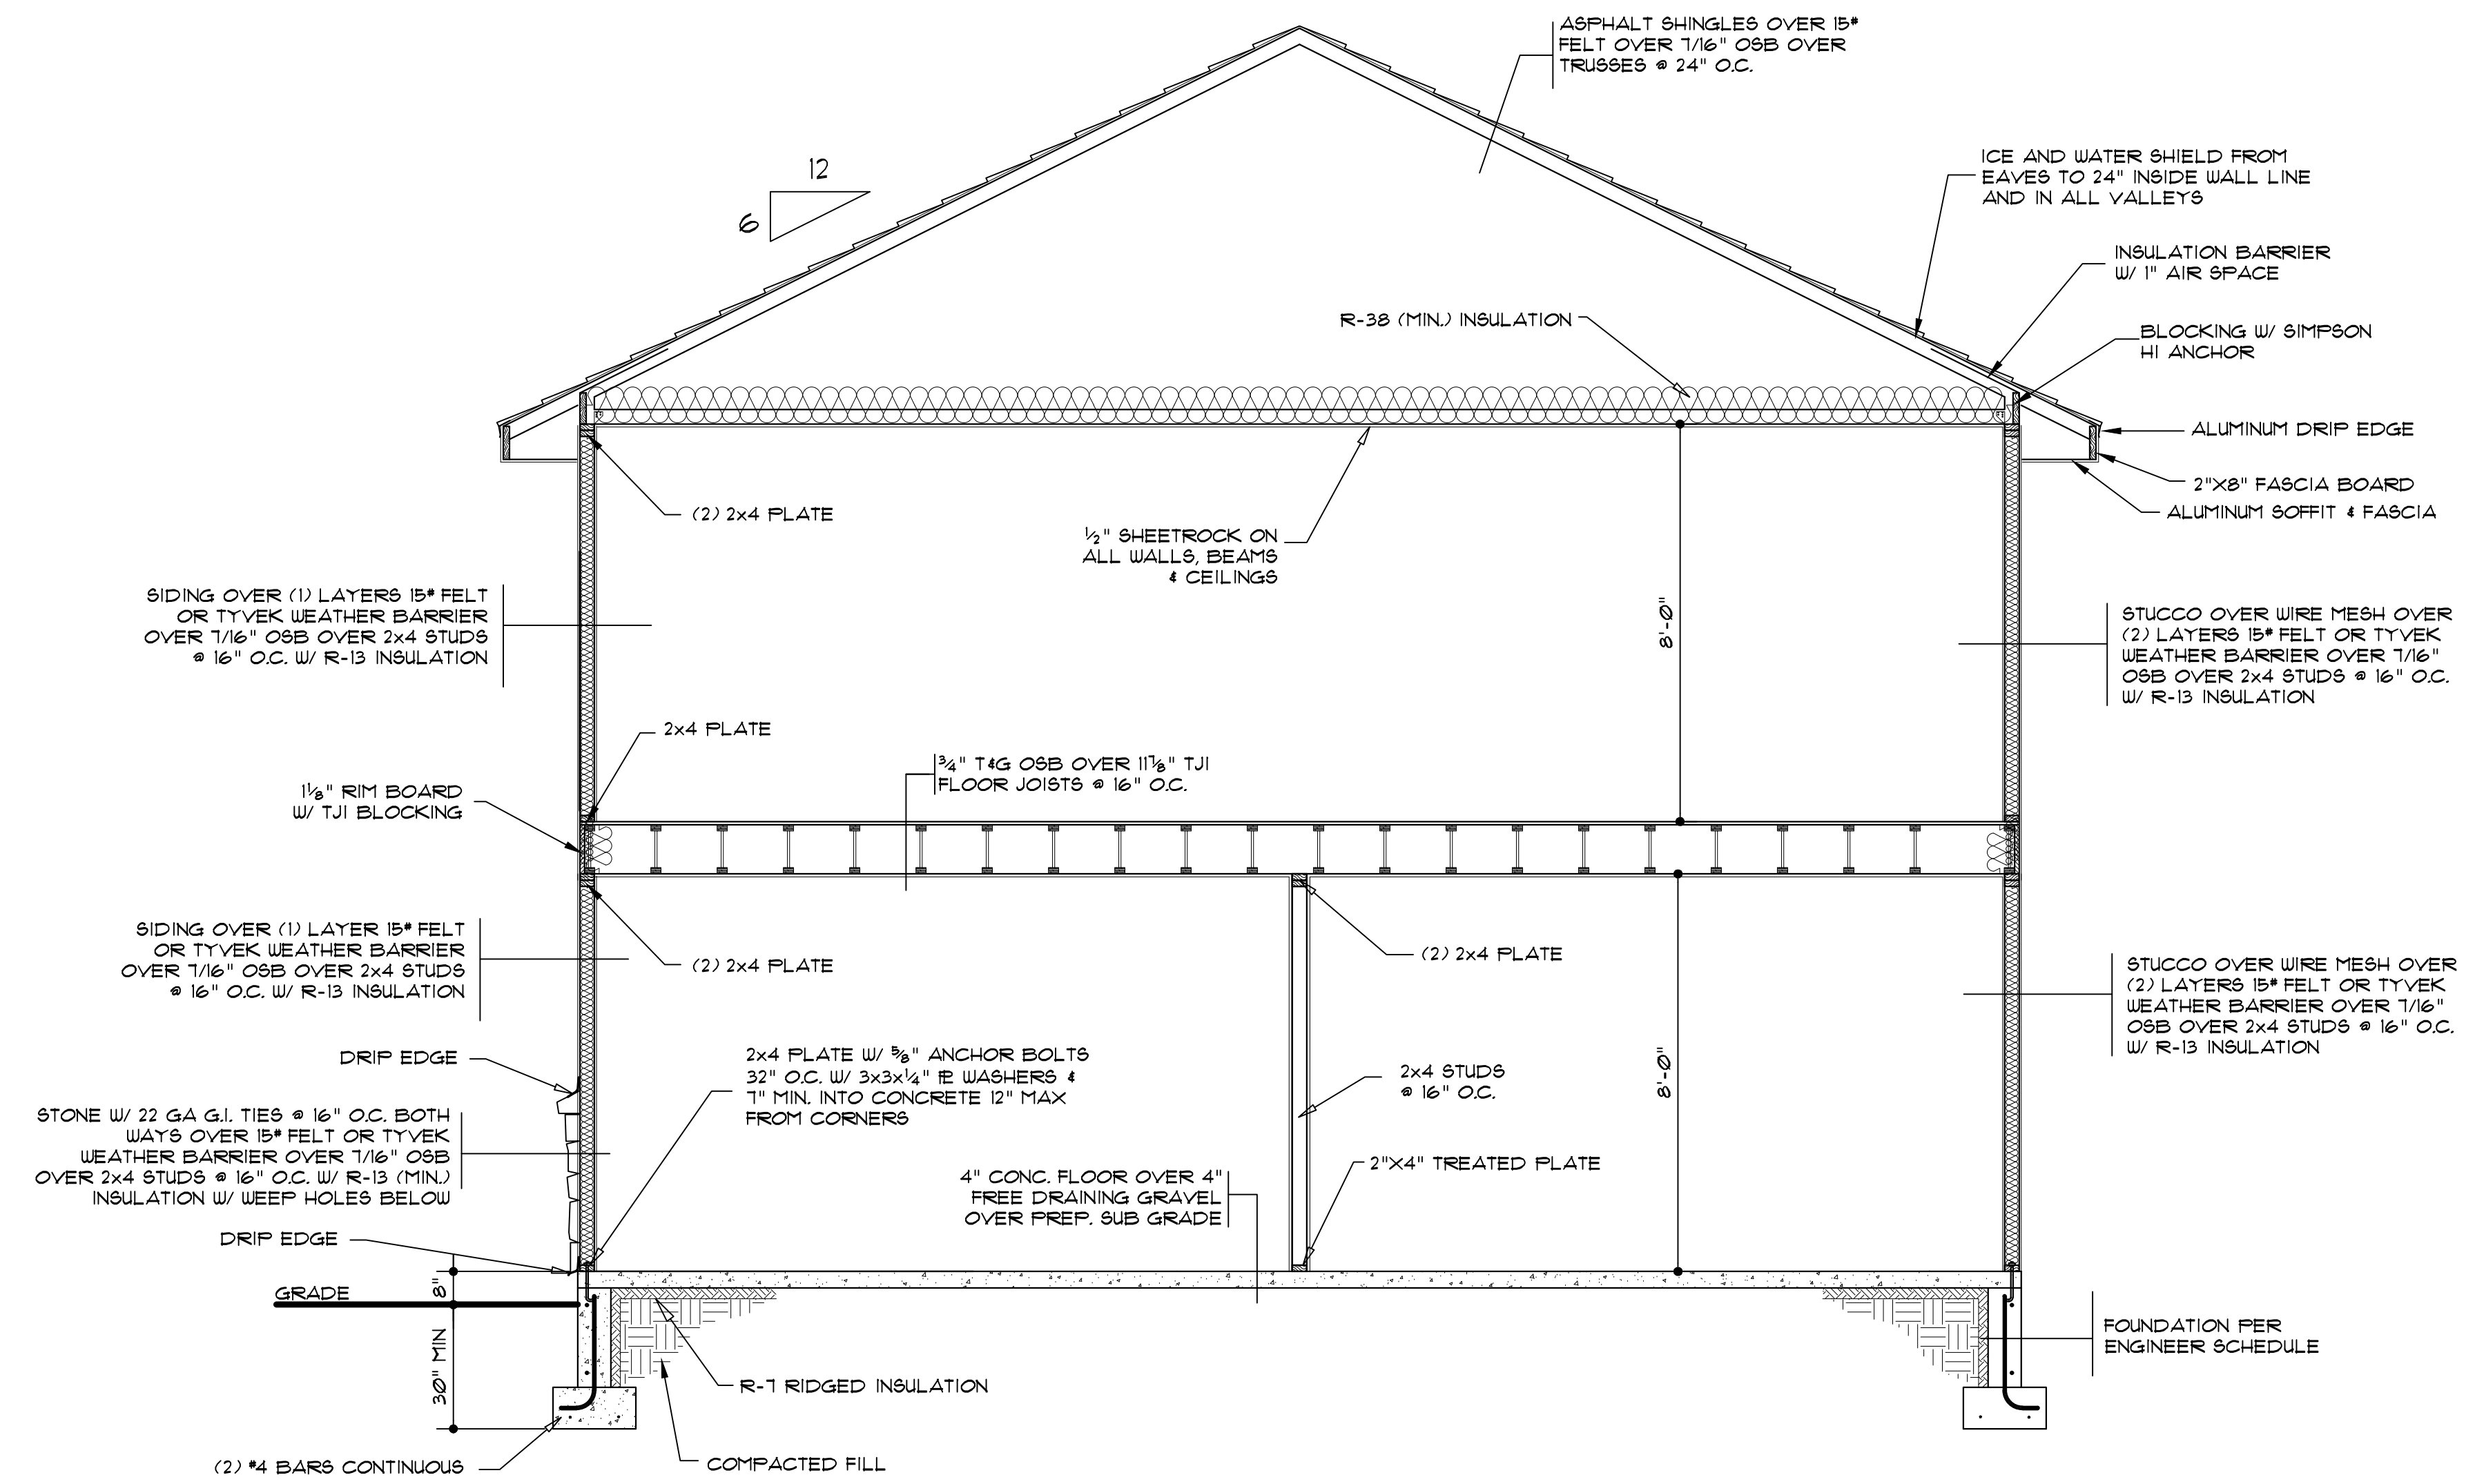 ASPHALT SHINGLES OVER 15#
FELT OVER 7/16" OSB OVER
TRUSSES @ 24" O.C.
12
6
ICE AND WATER SHIELD FROM
EAVES TO 24" INSIDE WALL LINE
AND IN ALL VALLEYS
INSULATION BARRIER
W/ 1" AIR SPACE
R-38 (MIN.) INSULATION
BLOCKING W/ SIMPSON
H1 ANCHOR
ALUMINUM DRIP EDGE
2"X8" FASCIA BOARD
ALUMINUM SOFFIT & FASCIA
(2) 2x4 PLATE
½" SHEETROCK ON
ALL WALLS, BEAMS
& CEILINGS
SIDING OVER (1) LAYERS 15# FELT
OR TYVEK WEATHER BARRIER
OVER 7/16" OSB OVER 2x4 STUDS
@ 16" O.C. W/ R-13 INSULATION
8'-0"
STUCCO OVER WIRE MESH OVER
(2) LAYERS 15# FELT OR TYVEK
WEATHER BARRIER OVER 7/16"
OSB OVER 2x4 STUDS @ 16" O.C.
W/ R-13 INSULATION
2x4 PLATE
¾" T&G OSB OVER 11⅞" TJI
FLOOR JOISTS @ 16" O.C.
1⅛" RIM BOARD
W/ TJI BLOCKING
SIDING OVER (1) LAYER 15# FELT
OR TYVEK WEATHER BARRIER
OVER 7/16" OSB OVER 2x4 STUDS
@ 16" O.C. W/ R-13 INSULATION
(2) 2x4 PLATE
(2) 2x4 PLATE
STUCCO OVER WIRE MESH OVER
(2) LAYERS 15# FELT OR TYVEK
WEATHER BARRIER OVER 7/16"
OSB OVER 2x4 STUDS @ 16" O.C.
W/ R-13 INSULATION
DRIP EDGE
2x4 PLATE W/ ⅝" ANCHOR BOLTS
32" O.C. W/ 3x3x¼" PL WASHERS &
7" MIN. INTO CONCRETE 12" MAX
FROM CORNERS
2x4 STUDS
@ 16" O.C.
8'-0"
STONE W/ 22 GA G.I. TIES @ 16" O.C. BOTH
WAYS OVER 15# FELT OR TYVEK
WEATHER BARRIER OVER 7/16" OSB
OVER 2x4 STUDS @ 16" O.C. W/ R-13 (MIN.)
INSULATION W/ WEEP HOLES BELOW
4" CONC. FLOOR OVER 4"
FREE DRAINING GRAVEL
OVER PREP. SUB GRADE
2"X4" TREATED PLATE
DRIP EDGE
GRADE
8"
30" MIN
FOUNDATION PER
ENGINEER SCHEDULE
R-7 RIDGED INSULATION
COMPACTED FILL
(2) #4 BARS CONTINUOUS